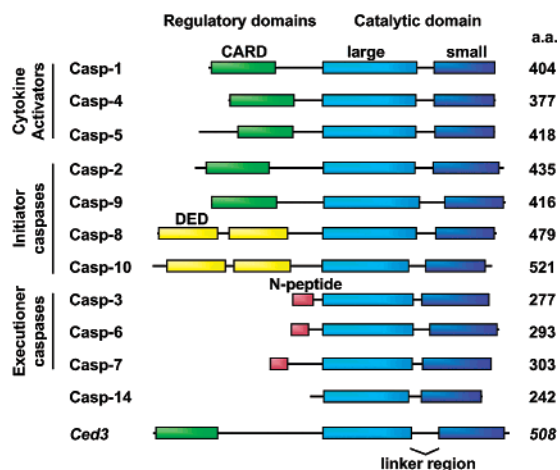 Regulatory domains Catalytic domain a.a.
CARD large small
Casp-1 404
Casp-4 377
Casp-5 418
Cytokine
Activators
Casp-2 435
Casp-9 416
DED
Casp-8 479
Casp-10 521
Initiator
caspases
N-peptide
Casp-3 277
Casp-6 293
Casp-7 303
Executioner
caspases
Casp-14 242
Ced3 508
linker region